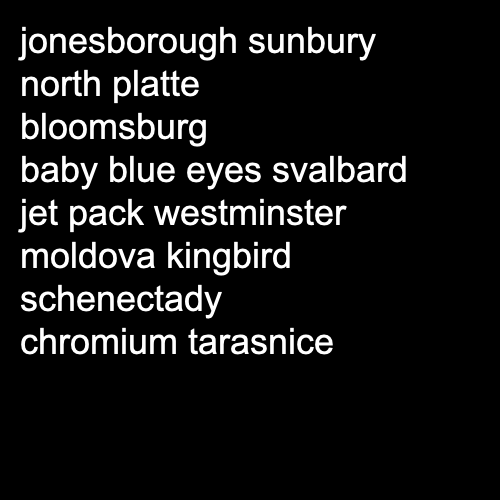 jonesborough sunbury
north platte
bloomsburg
baby blue eyes svalbard
jet pack westminster
moldova kingbird
schenectady
chromium tarasnice